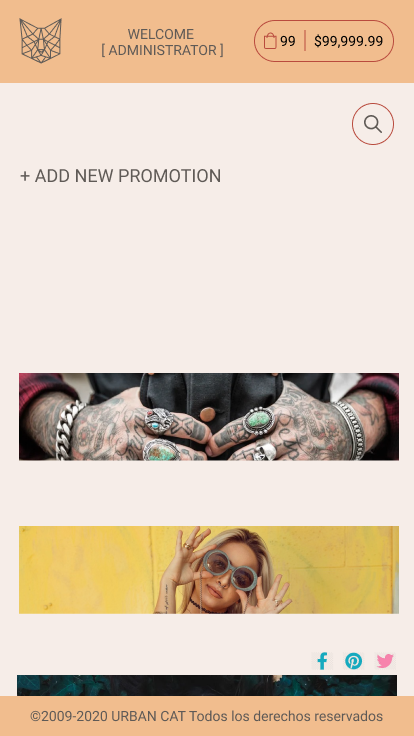 WELCOME
[ ADMINISTRATOR ]
99 | $99,999.99
+ ADD NEW PROMOTION
©2009-2020 URBAN CAT Todos los derechos reservados